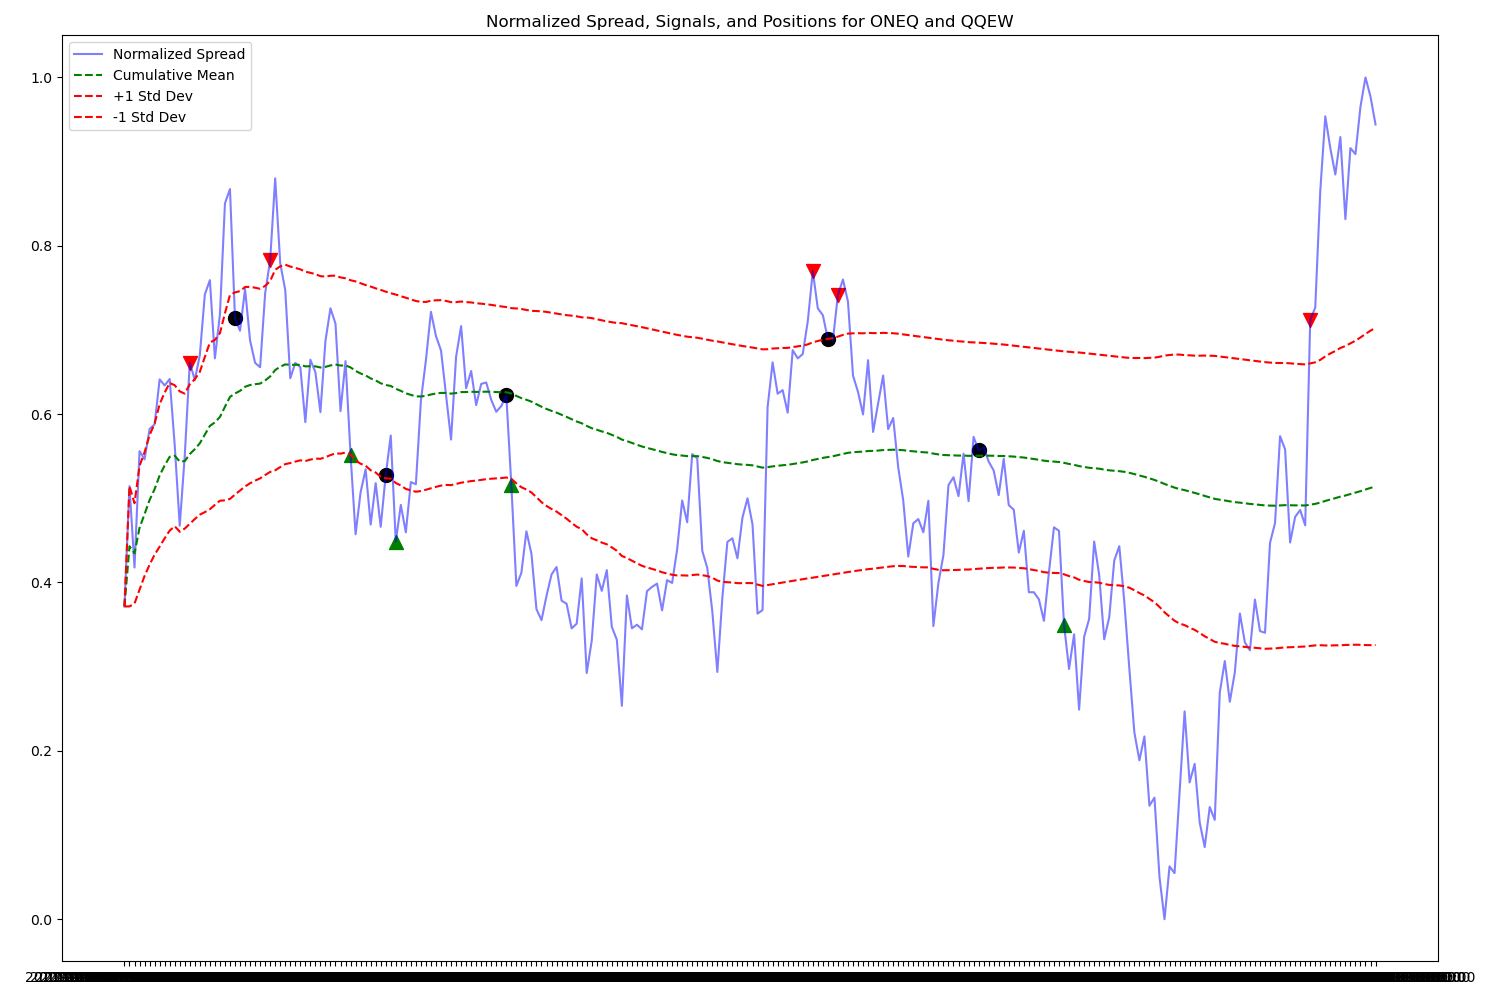 Normalized Spread, Signals, and Positions for ONEQ and QQEW
Normalized Spread
Cumulative Mean
+1 Std Dev
-1 Std Dev
1.0
0.8
0.6
0.4
0.2
0.0